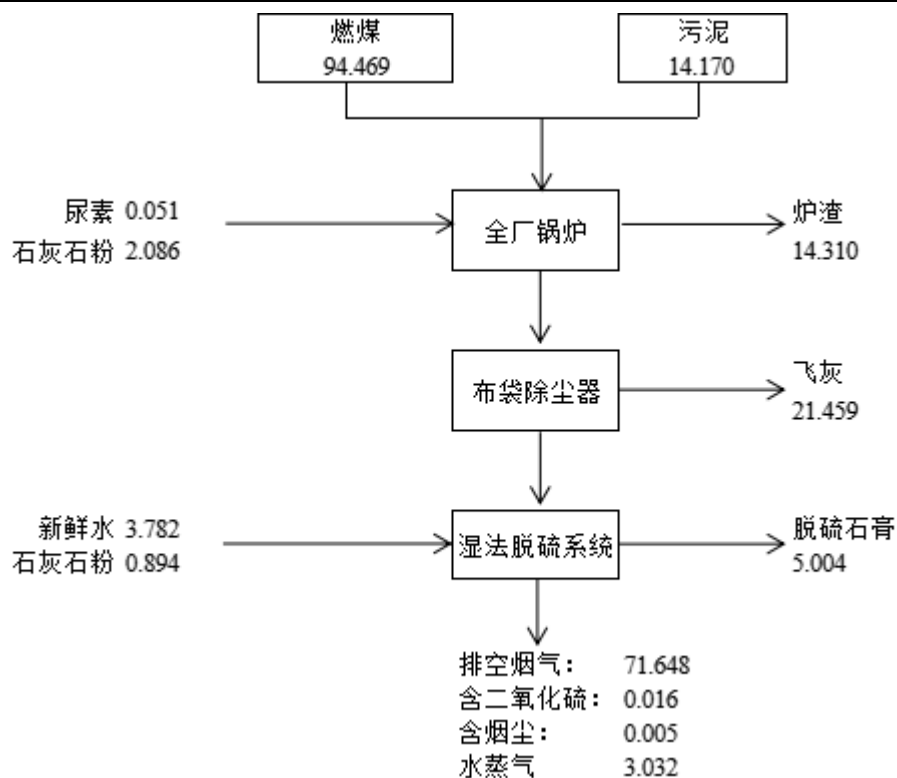 燃煤
94.469
污泥
14.170
尿素 0.051
石灰石粉 2.086
全厂锅炉
炉渣
14.310
布袋除尘器
飞灰
21.459
新鲜水 3.782
石灰石粉 0.894
湿法脱硫系统
脱硫石膏
5.004
排空烟气： 71.648
含二氧化硫： 0.016
含烟尘： 0.005
水蒸气 3.032